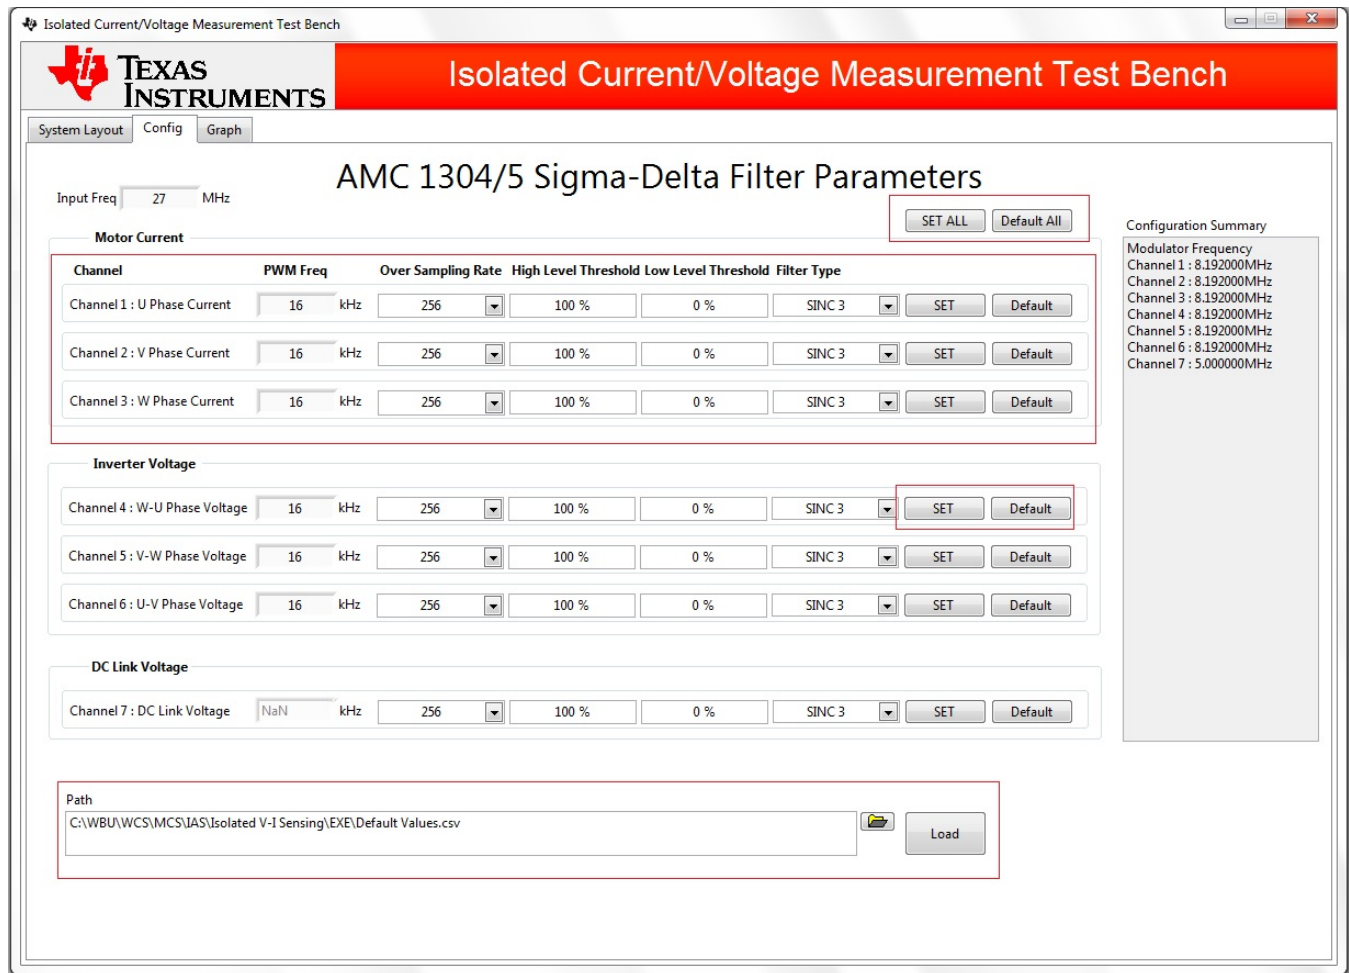 Isolated Current/Voltage Measurement Test Bench
TEXAS INSTRUMENTS
Isolated Current/Voltage Measurement Test Bench
System Layout Config Graph
AMC 1304/5 Sigma-Delta Filter Parameters
Input Freq 27 MHz
SET ALL Default All
Motor Current
Channel PWM Freq Over Sampling Rate High Level Threshold Low Level Threshold Filter Type
Channel 1 : U Phase Current 16 kHz 256 100 % 0 % SINC 3 SET Default
Channel 2 : V Phase Current 16 kHz 256 100 % 0 % SINC 3 SET Default
Channel 3 : W Phase Current 16 kHz 256 100 % 0 % SINC 3 SET Default
Inverter Voltage
Channel 4 : W-U Phase Voltage 16 kHz 256 100 % 0 % SINC 3 SET Default
Channel 5 : V-W Phase Voltage 16 kHz 256 100 % 0 % SINC 3 SET Default
Channel 6 : U-V Phase Voltage 16 kHz 256 100 % 0 % SINC 3 SET Default
DC Link Voltage
Channel 7 : DC Link Voltage NaN kHz 256 100 % 0 % SINC 3 SET Default
Path
C:\WBU\WCS\MCS\IAS\Isolated V-I Sensing\EXE\Default Values.csv
Load
Configuration Summary
Modulator Frequency
Channel 1 : 8.192000MHz
Channel 2 : 8.192000MHz
Channel 3 : 8.192000MHz
Channel 4 : 8.192000MHz
Channel 5 : 8.192000MHz
Channel 6 : 8.192000MHz
Channel 7 : 5.000000MHz